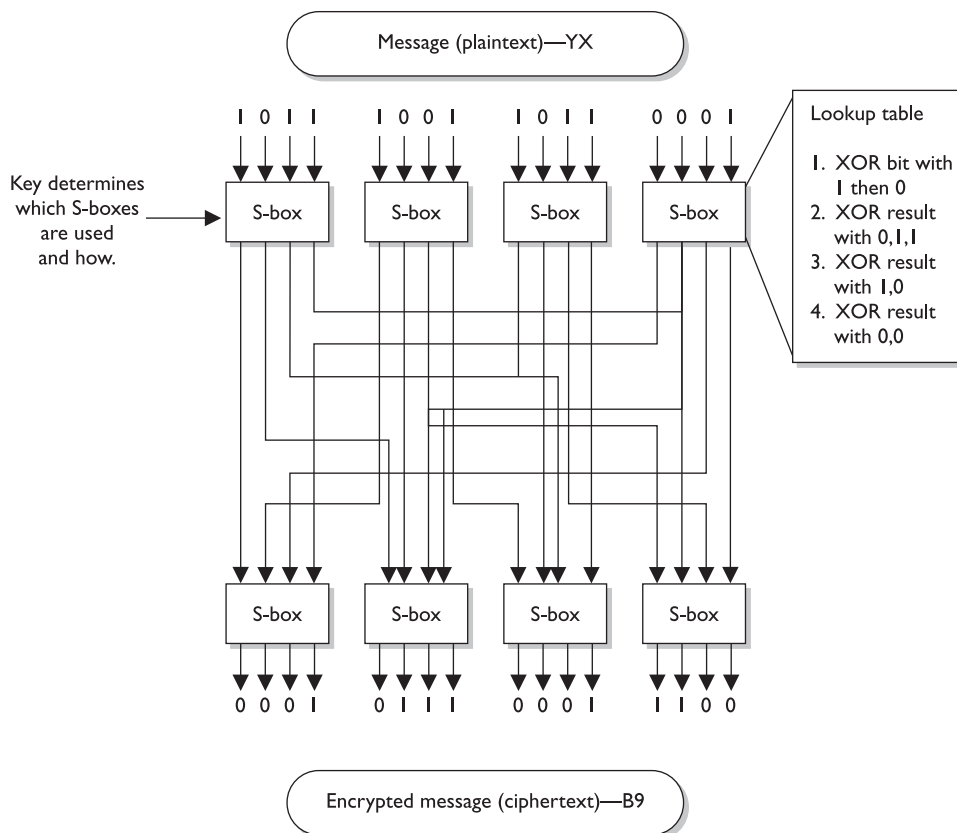 Message (plaintext)—YX
1 0 1 1 1 0 0 1 1 0 1 1 0 0 0 1
Key determines
which S-boxes
are used
and how.
S-box S-box S-box S-box
Lookup table
1. XOR bit with
1 then 0
2. XOR result
with 0,1,1
3. XOR result
with 1,0
4. XOR result
with 0,0
S-box S-box S-box S-box
0 0 0 1 0 1 1 1 0 0 0 1 1 1 0 0
Encrypted message (ciphertext)—B9